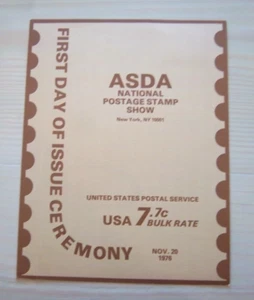 FIRST DAY OF ISSUE CEREMONY
ASDA
NATIONAL
POSTAGE STAMP
SHOW
New York, NY 10001
UNITED STATES POSTAL SERVICE
USA 7.7c
BULK RATE
NOV. 20
1976